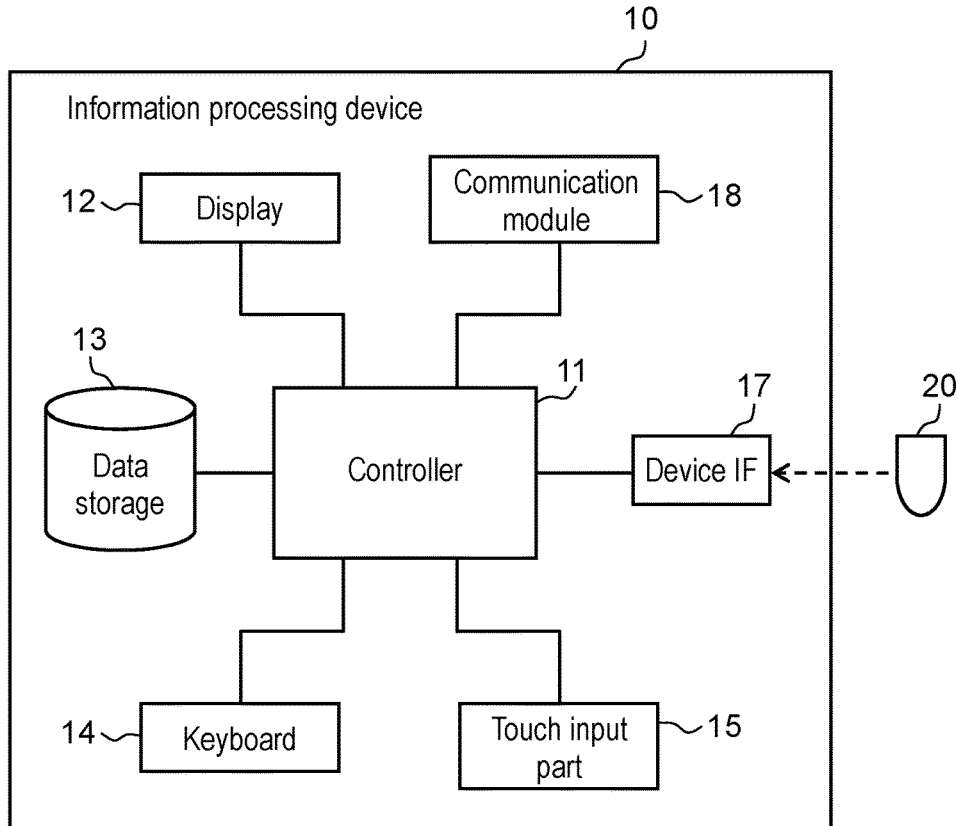 10
Information processing device
12
Display
Communication
module
18
13
Data
storage
11
Controller
17
Device IF
20
14
Keyboard
Touch input
part
15